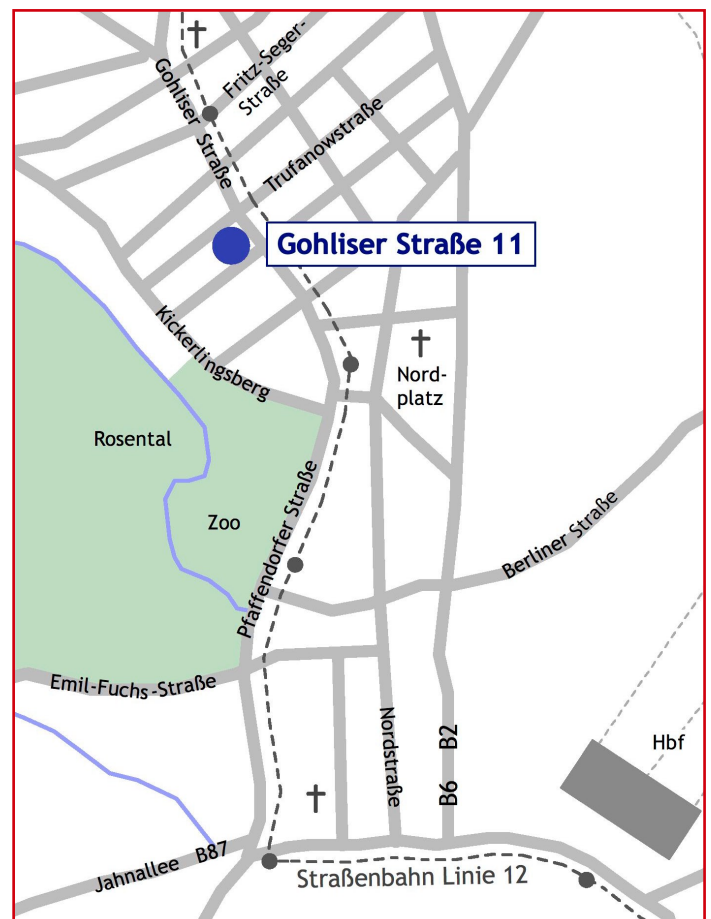 Fritz-Seger-
Straße
Gohliser Straße
Trufanowstraße
Gohliser Straße 11
Kickerlingsberg
Nord-
platz
Rosental
Zoo
Pfaffendorfer Straße
Berliner Straße
Emil-Fuchs-Straße
Nordstraße
B6 B2
Hbf
Jahnallee B87
Straßenbahn Linie 12